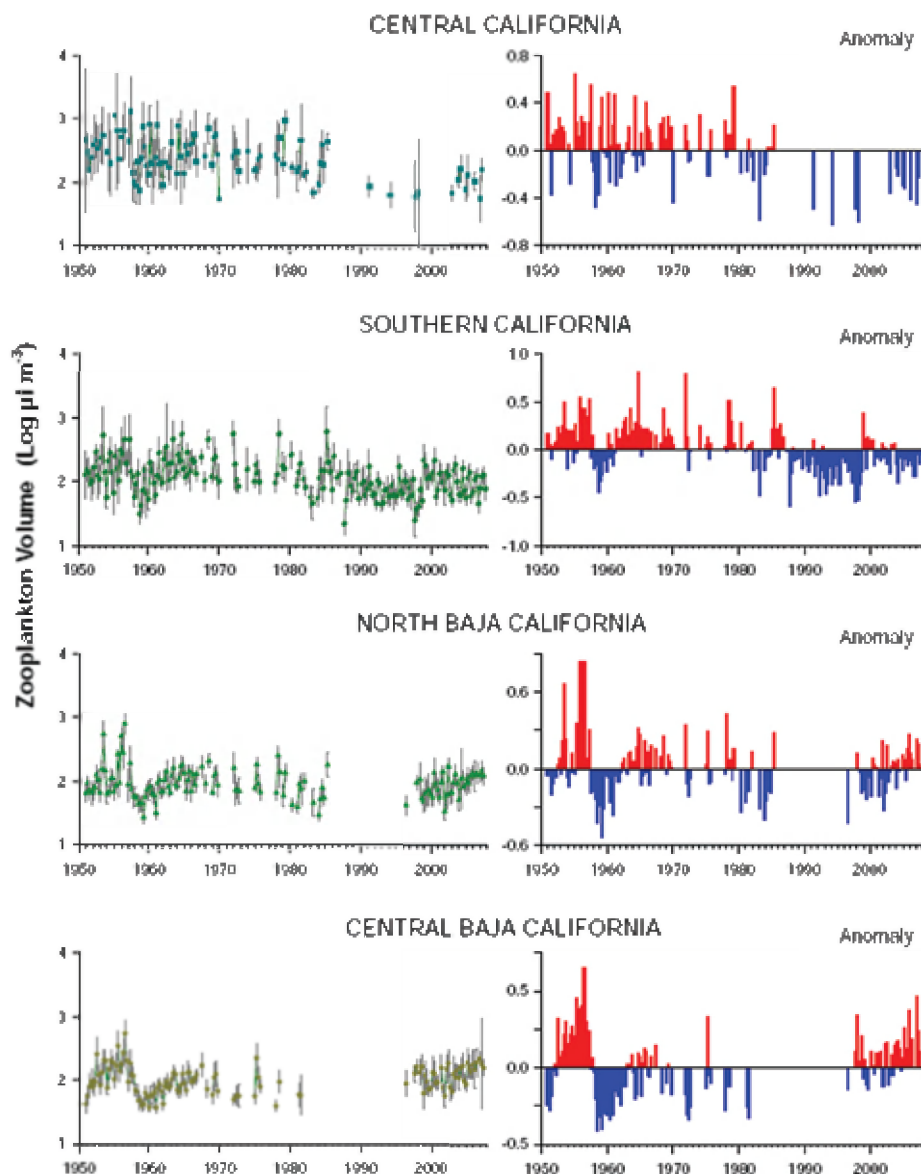 CENTRAL CALIFORNIA
Anomaly
4
3
2
1
1950 1960 1970 1980 1990 2000
0.8
0.4
0.0
-0.4
-0.8
1950 1960 1970 1980 1990 2000
SOUTHERN CALIFORNIA
Anomaly
Zooplankton Volume (Log µl m⁻³)
4
3
2
1
1950 1960 1970 1980 1990 2000
1.0
0.5
0.0
-0.5
-1.0
1950 1960 1970 1980 1990 2000
NORTH BAJA CALIFORNIA
Anomaly
4
3
2
1
1950 1960 1970 1980 1990 2000
0.6
0.0
-0.6
1950 1960 1970 1980 1990 2000
CENTRAL BAJA CALIFORNIA
Anomaly
4
3
2
1
1950 1960 1970 1980 1990 2000
0.5
0.0
-0.5
1950 1960 1970 1980 1990 2000